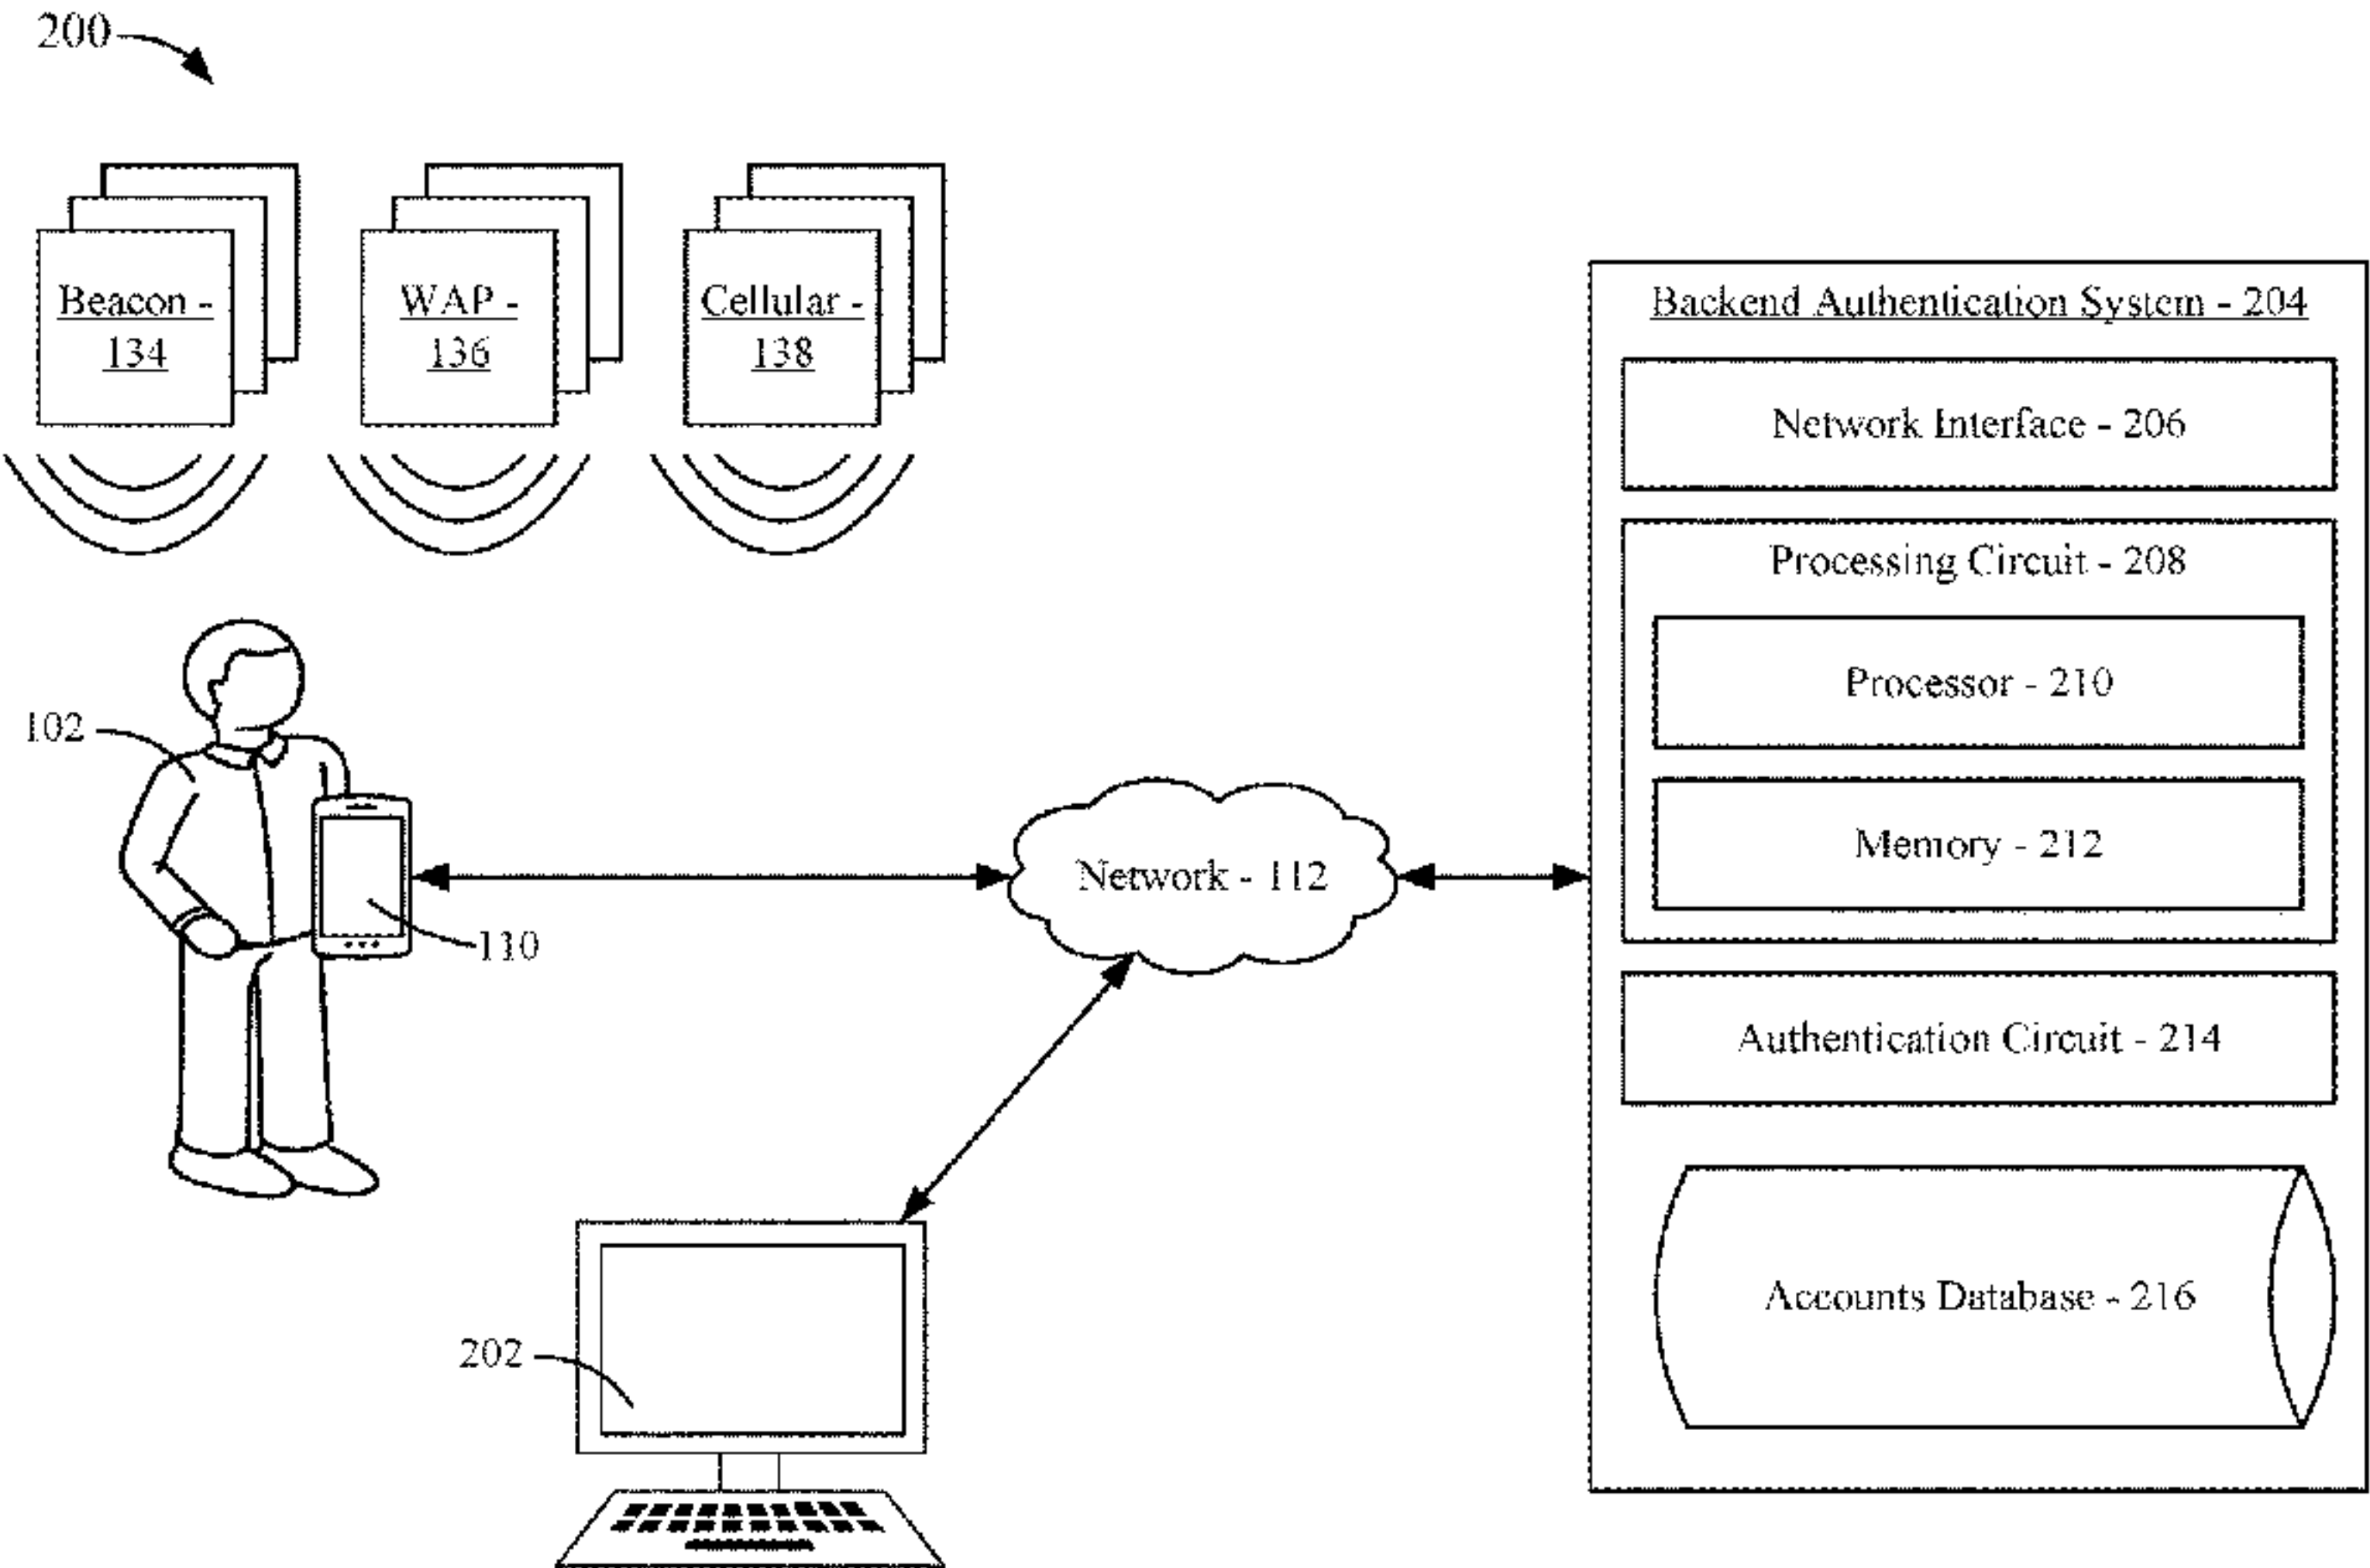 200
Beacon -
134
WAP -
136
Cellular -
138
Backend Authentication System - 204
Network Interface - 206
Processing Circuit - 208
Processor - 210
Memory - 212
102
110
Network - 112
Authentication Circuit - 214
Accounts Database - 216
202